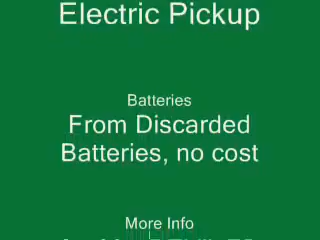 Electric Pickup
Batteries
From Discarded
Batteries, no cost
More Info